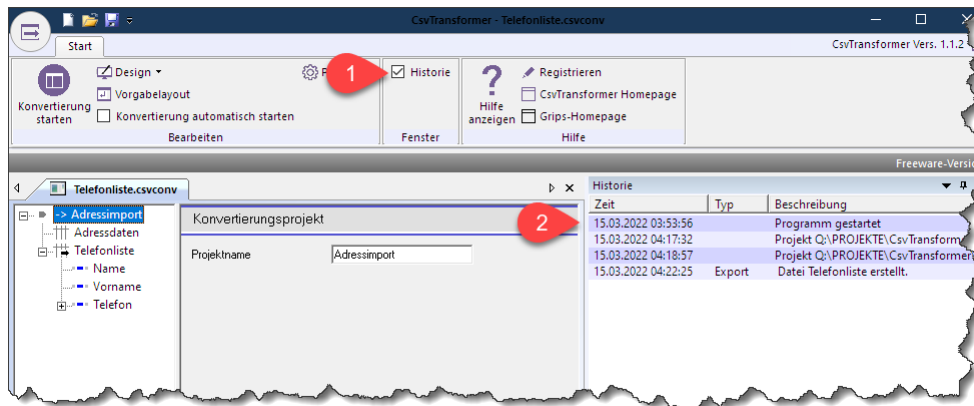 CsvTransformer - Telefonliste.csvconv
Start
CsvTransformer Vers. 1.1.2
Konvertierung starten
Design
Vorgabelayout
Konvertierung automatisch starten
Bearbeiten
1
Historie
Fenster
?
Hilfe anzeigen
Registrieren
CsvTransformer Homepage
Grips-Homepage
Hilfe
Freeware-Versi
Telefonliste.csvconv
-> Adressimport
Adressdaten
Telefonliste
Name
Vorname
Telefon
Konvertierungsprojekt
Projektname Adressimport
2
Historie
Zeit Typ Beschreibung
15.03.2022 03:53:56 Programm gestartet
15.03.2022 04:17:32 Projekt Q:\PROJEKTE\CsvTransform
15.03.2022 04:18:57 Projekt Q:\PROJEKTE\CsvTransformer\
15.03.2022 04:22:25 Export Datei Telefonliste erstellt.